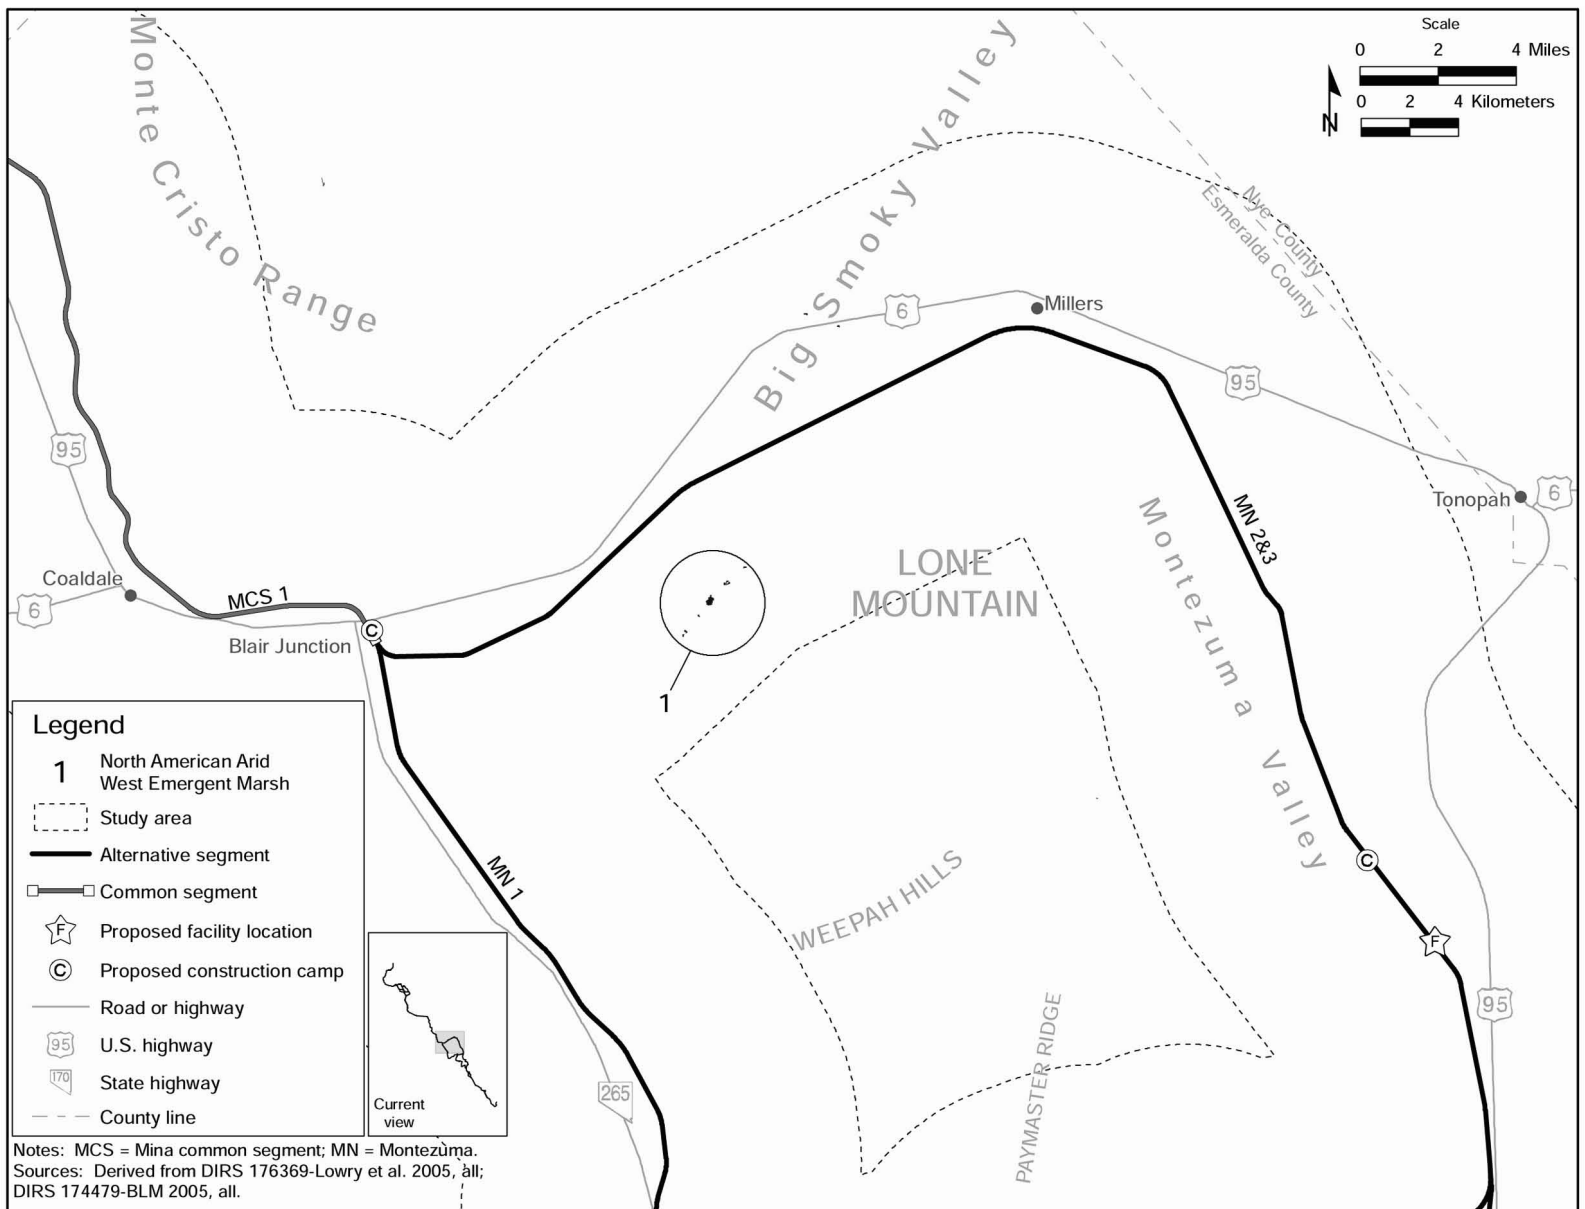 Scale
0 2 4 Miles
0 2 4 Kilometers
N
Monte Cristo Range
Big Smoky Valley
Nye County
Esmeralda County
Millers
6
95
95
Tonopah
6
MN 2&3
LONE
MOUNTAIN
Montezuma Valley
Coaldale
6
MCS 1
C
Blair Junction
1
MN 1
WEEPAH HILLS
C
F
95
PAYMASTER RIDGE
265
Legend
1 North American Arid
West Emergent Marsh
Study area
Alternative segment
Common segment
F Proposed facility location
C Proposed construction camp
Road or highway
95 U.S. highway
170 State highway
County line
Current
view
Notes: MCS = Mina common segment; MN = Montezuma.
Sources: Derived from DIRS 176369-Lowry et al. 2005, all;
DIRS 174479-BLM 2005, all.